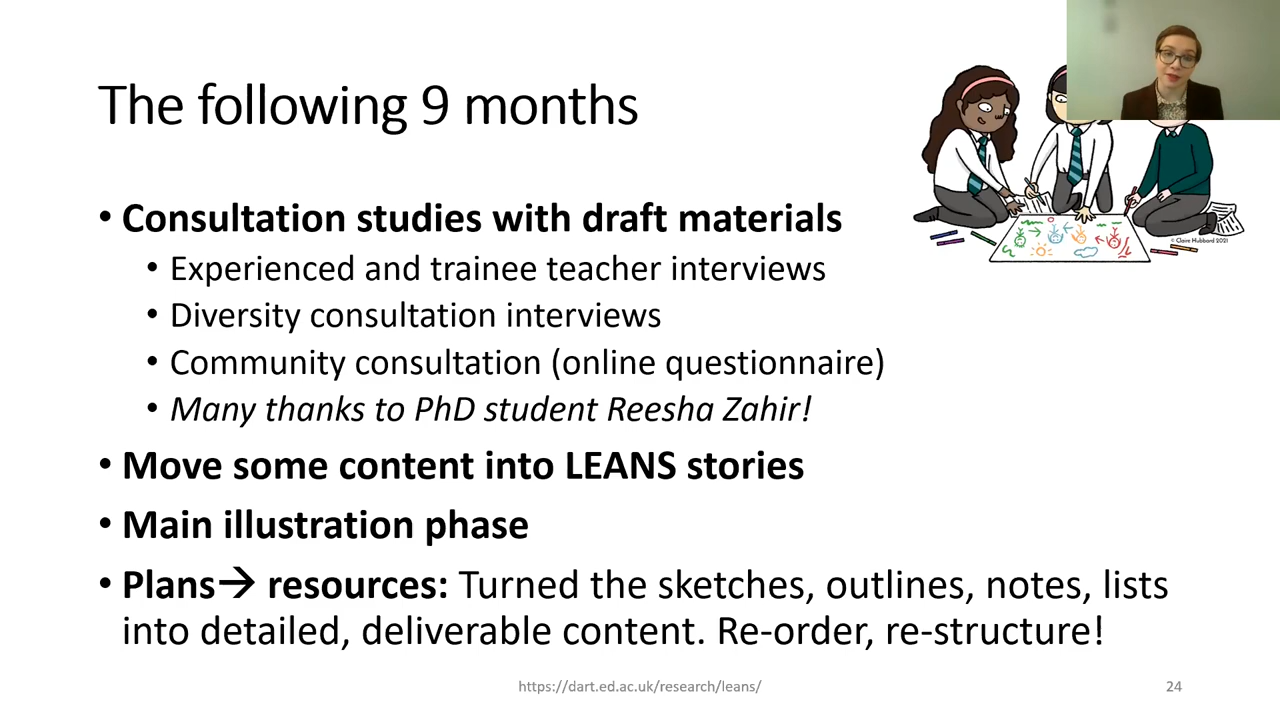 The following 9 months
• Consultation studies with draft materials
• Experienced and trainee teacher interviews
• Diversity consultation interviews
• Community consultation (online questionnaire)
• Many thanks to PhD student Reesha Zahir!
• Move some content into LEANS stories
• Main illustration phase
• Plans→ resources: Turned the sketches, outlines, notes, lists
into detailed, deliverable content. Re-order, re-structure!
© Claire Hubbard 2021
https://dart.ed.ac.uk/research/leans/
24